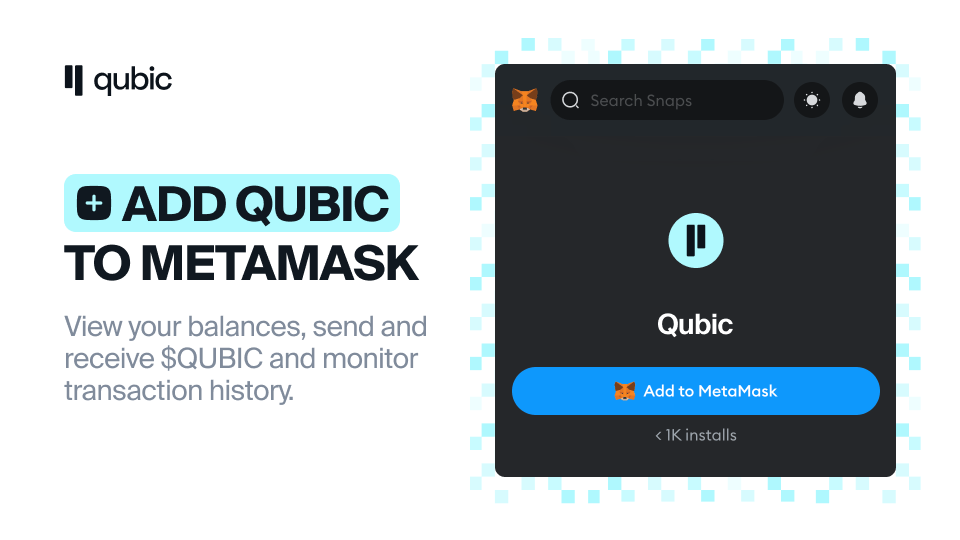 qubic
ADD QUBIC
TO METAMASK
View your balances, send and
receive $QUBIC and monitor
transaction history.
Search Snaps
Qubic
Add to MetaMask
< 1K installs